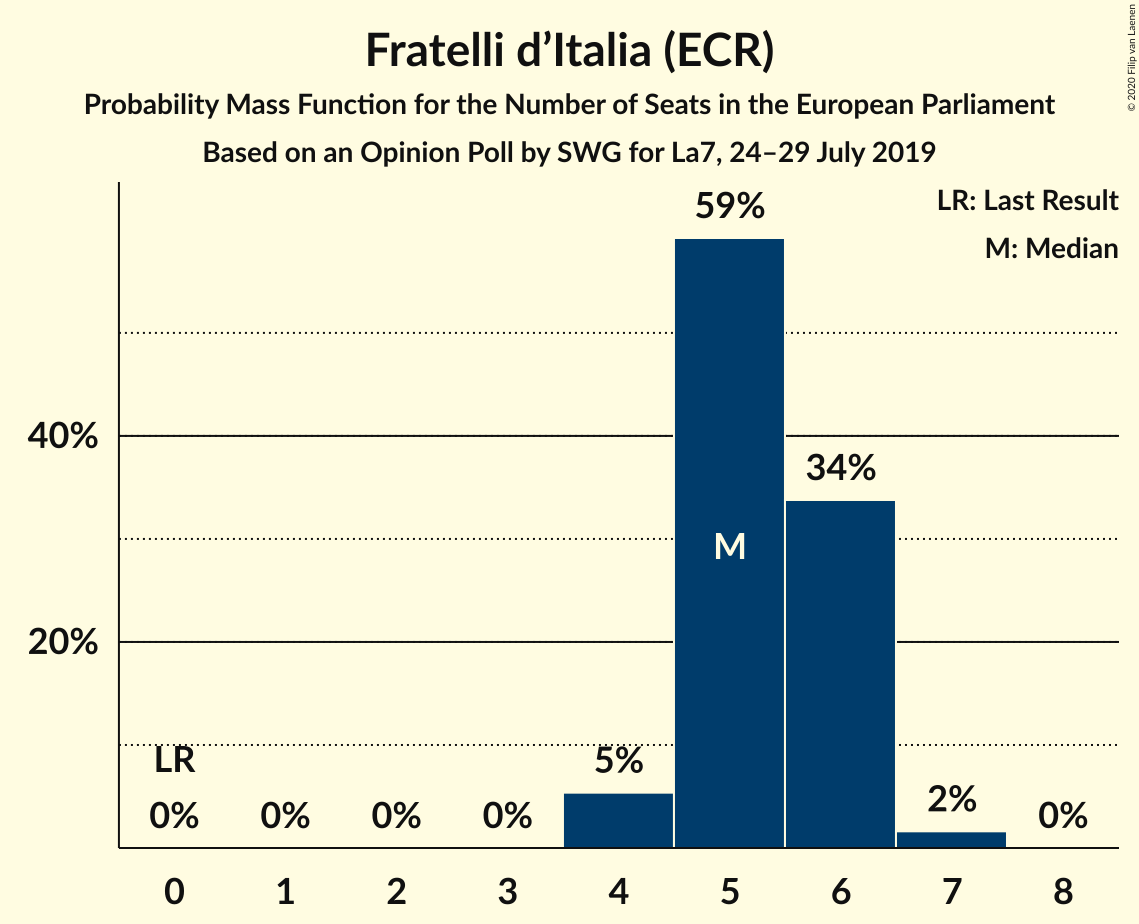 Fratelli d’Italia (ECR)
Probability Mass Function for the Number of Seats in the European Parliament
Based on an Opinion Poll by SWG for La7, 24–29 July 2019
© 2020 Filip van Laenen
LR: Last Result
M: Median
59%
40%
34%
M
20%
LR
5%
2%
0% 0% 0% 0% 0%
0 1 2 3 4 5 6 7 8